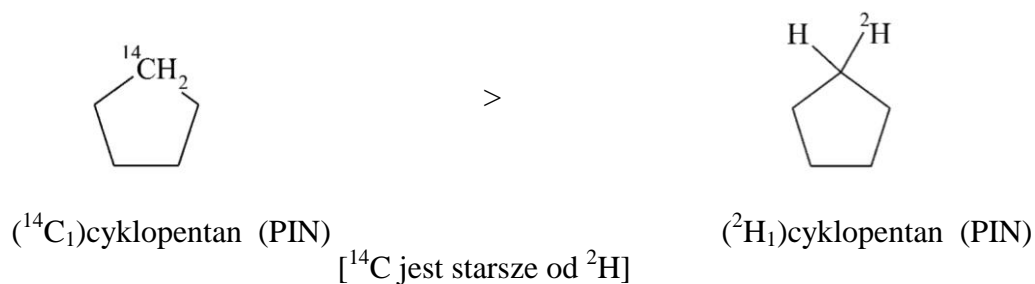 ¹⁴CH₂
>
H ²H
(¹⁴C₁)cyklopentan (PIN) (²H₁)cyklopentan (PIN)
[¹⁴C jest starsze od ²H]